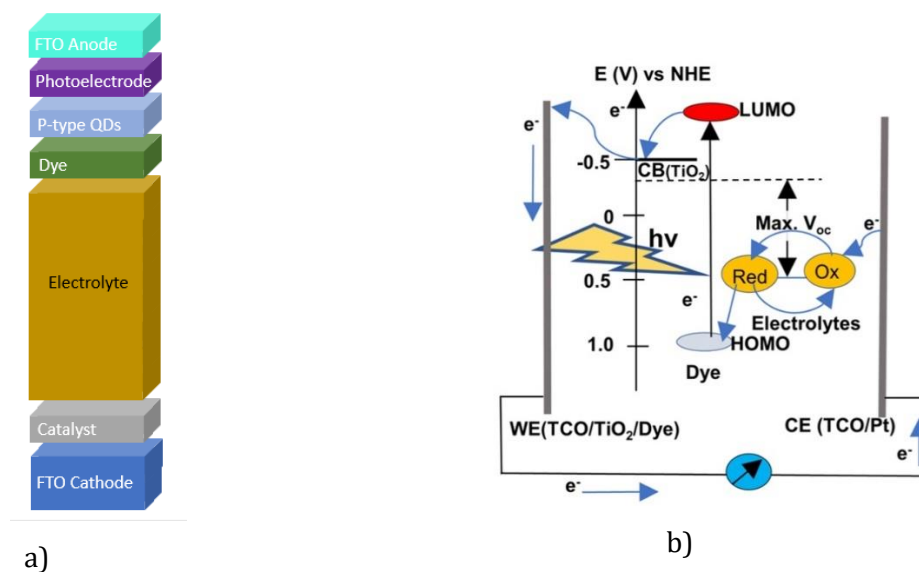 FTO Anode
Photoelectrode
P-type QDs
Dye
Electrolyte
Catalyst
FTO Cathode
a)
E (V) vs NHE
e-
LUMO
e-
-0.5
CB(TiO₂)
0
Max. Voc
e-
hν
Red
Ox
0.5
e-
Electrolytes
1.0
HOMO
Dye
WE(TCO/TiO₂/Dye)
CE (TCO/Pt)
e-
e-
b)